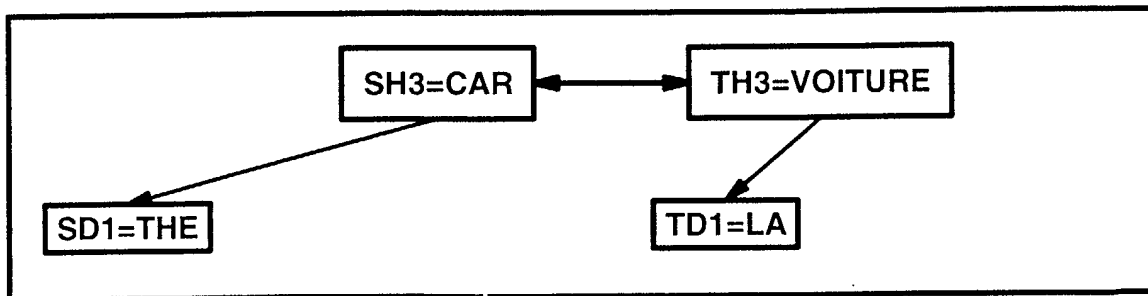 SH3=CAR
TH3=VOITURE
SD1=THE
TD1=LA